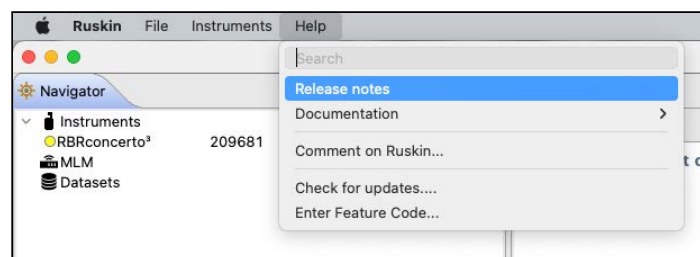 Ruskin File Instruments Help
Search
Navigator
Release notes
Instruments
Documentation
RBRconcerto³ 209681
MLM
Comment on Ruskin...
Datasets
Check for updates....
Enter Feature Code...